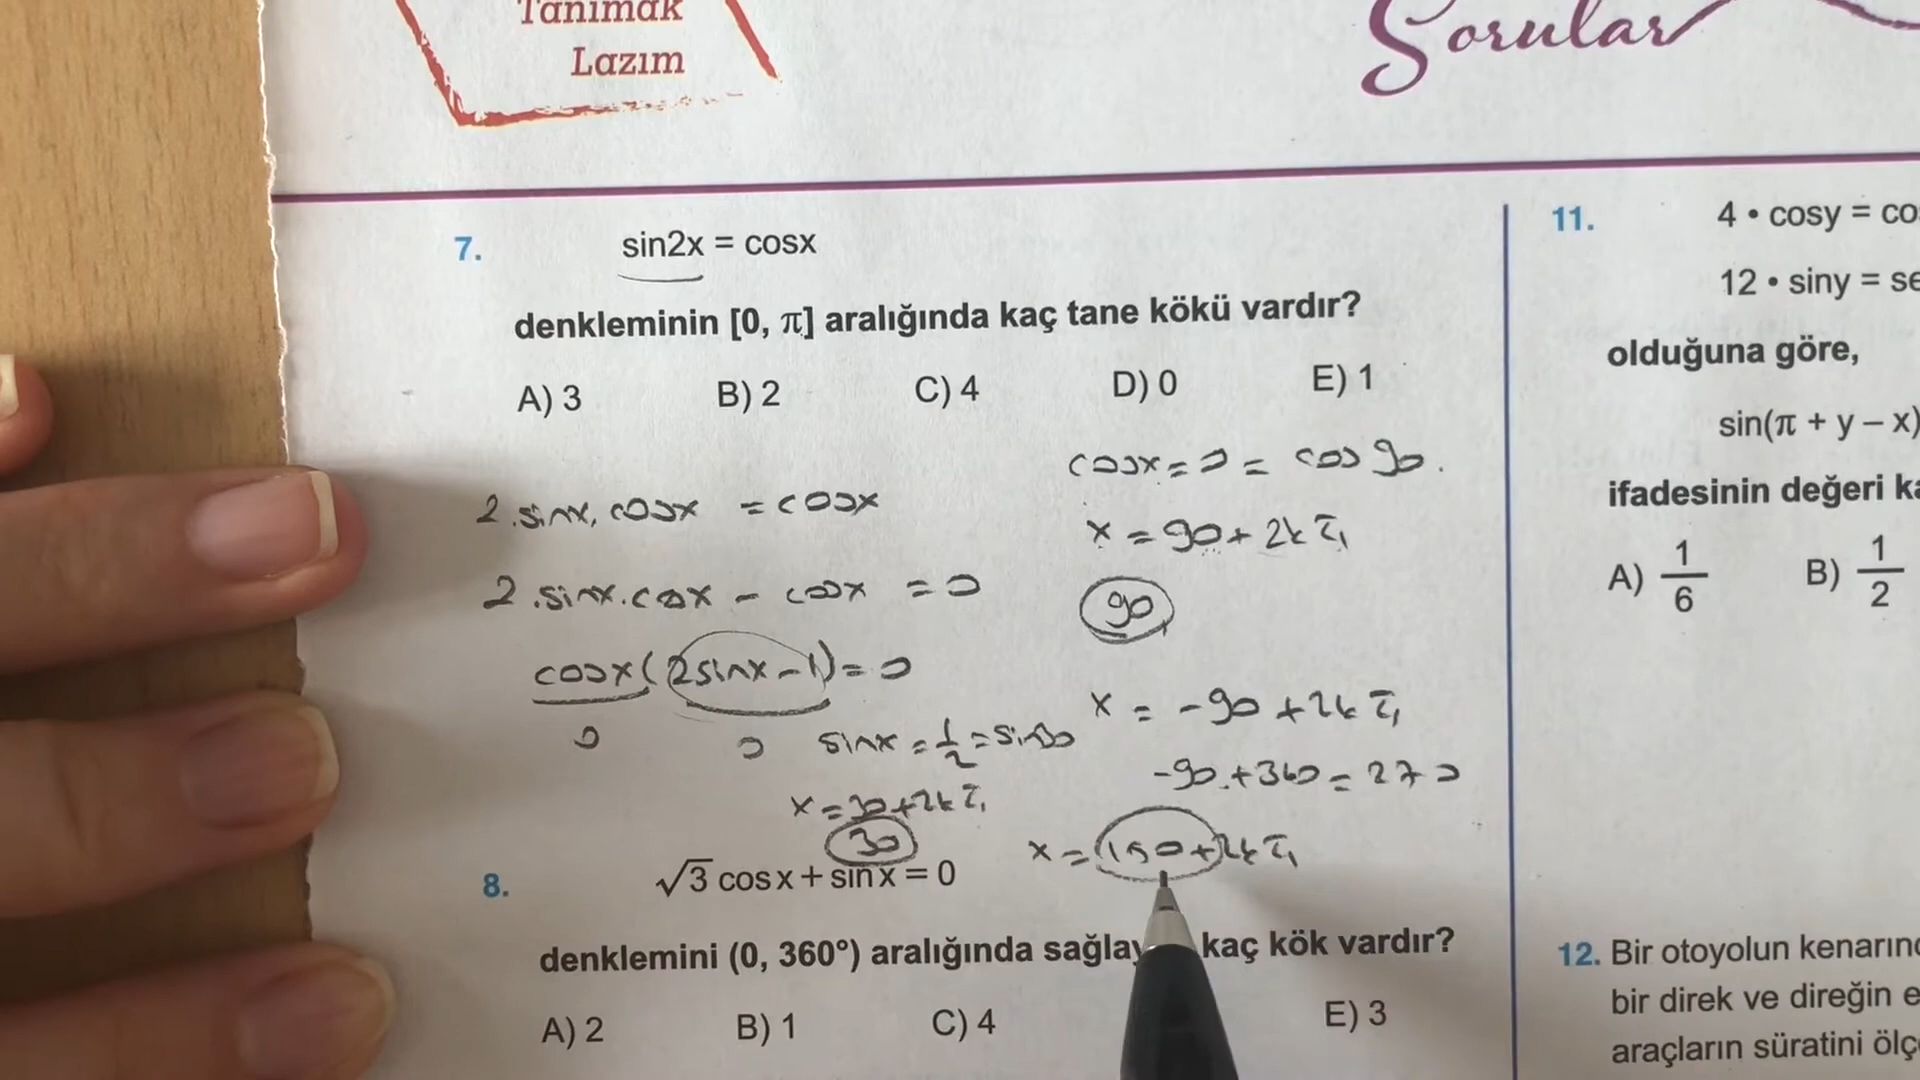 Tanımak
Lazım
Sorular
7. sin2x = cosx
denkleminin [0, π] aralığında kaç tane kökü vardır?
A) 3 B) 2 C) 4 D) 0 E) 1
2.sinx.cosx = cosx
2.sinx.cosx - cosx = 0
cosx(2sinx-1)=0
0 0 sinx = 1/2 = sin30
x = 30+2kπ
30
cosx = 0 = cos 90.
x = 90 + 2kπ
90
x = -90 + 2kπ
-90+360 = 270
x = 150+2kπ
8. √3 cosx + sinx = 0
denklemini (0, 360°) aralığında kaç kök vardır?
A) 2 B) 1 C) 4 E) 3
11. 4 • cosy = co
12 • siny = se
olduğuna göre,
sin(π + y – x)
ifadesinin değeri ka
A) 1/6 B) 1/2
12. Bir otoyolun kenarın
bir direk ve direğin e
araçların süratini ölç